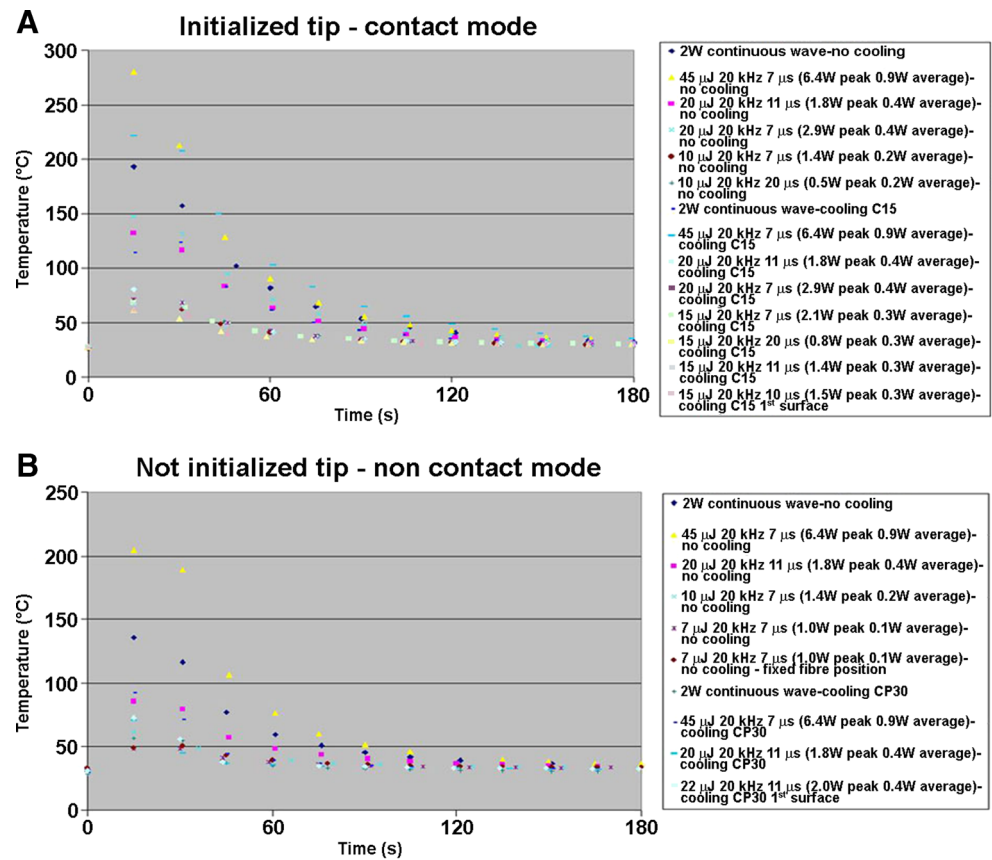 A
Initialized tip - contact mode
300
250
200
150
100
50
0
Temperature (°C)
0
60
120
180
Time (s)
2W continuous wave-no cooling
45 µJ 20 kHz 7 µs (6.4W peak 0.9W average)-
no cooling
20 µJ 20 kHz 11 µs (1.8W peak 0.4W average)-
no cooling
20 µJ 20 kHz 7 µs (2.9W peak 0.4W average)-
no cooling
10 µJ 20 kHz 7 µs (1.4W peak 0.2W average)-
no cooling
10 µJ 20 kHz 20 µs (0.5W peak 0.2W average)-
no cooling
2W continuous wave-cooling C15
45 µJ 20 kHz 7 µs (6.4W peak 0.9W average)-
cooling C15
20 µJ 20 kHz 11 µs (1.8W peak 0.4W average)-
cooling C15
20 µJ 20 kHz 7 µs (2.9W peak 0.4W average)-
cooling C15
15 µJ 20 kHz 7 µs (2.1W peak 0.3W average)-
cooling C15
15 µJ 20 kHz 20 µs (0.8W peak 0.3W average)-
cooling C15
15 µJ 20 kHz 11 µs (1.4W peak 0.3W average)-
cooling C15
15 µJ 20 kHz 10 µs (1.5W peak 0.3W average)-
cooling C15 1st surface
B
Not initialized tip - non contact mode
250
200
150
100
50
0
Temperature (°C)
0
60
120
180
Time (s)
2W continuous wave-no cooling
45 µJ 20 kHz 7 µs (6.4W peak 0.9W average)-
no cooling
20 µJ 20 kHz 11 µs (1.8W peak 0.4W average)-
no cooling
10 µJ 20 kHz 7 µs (1.4W peak 0.2W average)-
no cooling
7 µJ 20 kHz 7 µs (1.0W peak 0.1W average)-
no cooling
7 µJ 20 kHz 7 µs (1.0W peak 0.1W average)-
no cooling - fixed fibre position
2W continuous wave-cooling CP30
45 µJ 20 kHz 7 µs (6.4W peak 0.9W average)-
cooling CP30
20 µJ 20 kHz 11 µs (1.8W peak 0.4W average)-
cooling CP30
22 µJ 20 kHz 11 µs (2.0W peak 0.4W average)-
cooling CP30 1st surface